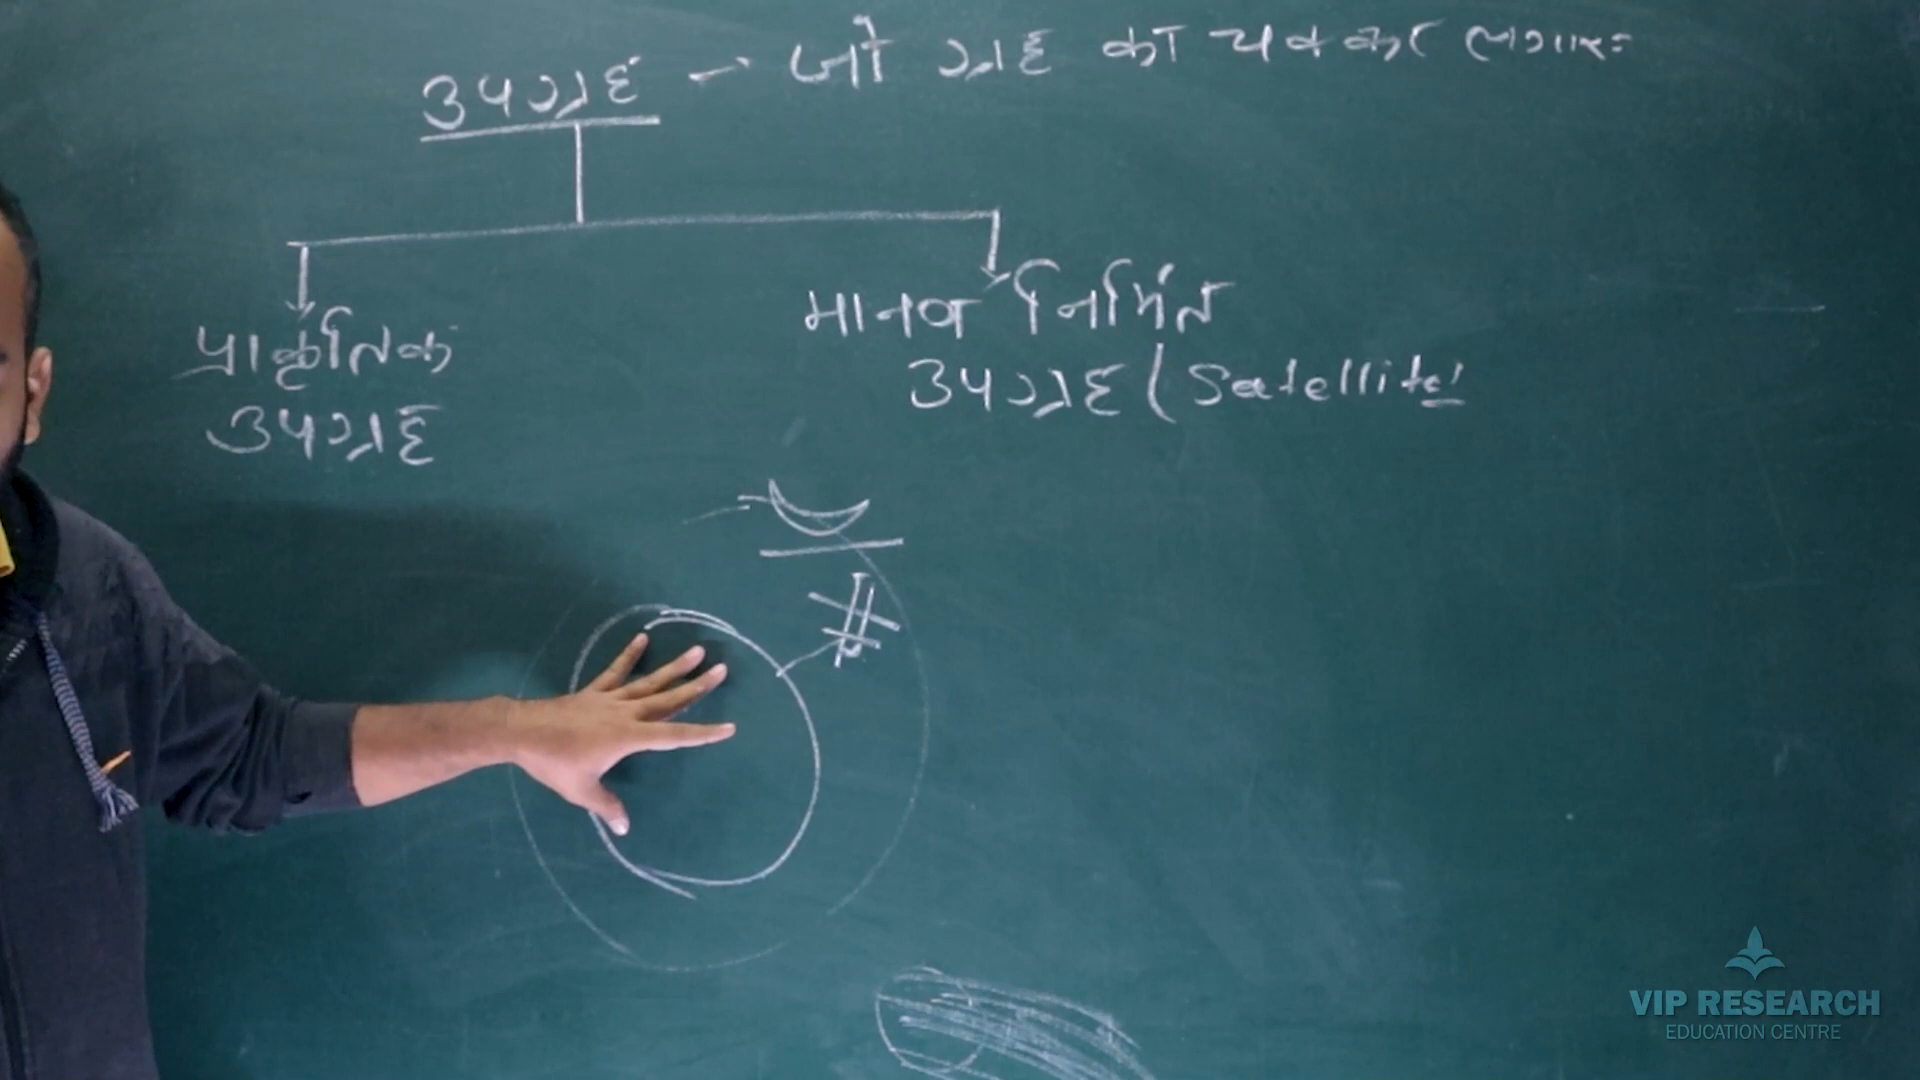 उपग्रह → जो ग्रह का चक्कर लगाए
प्राकृतिक
उपग्रह
मानव निर्मित
उपग्रह (Satellite)
VIP RESEARCH
EDUCATION CENTRE